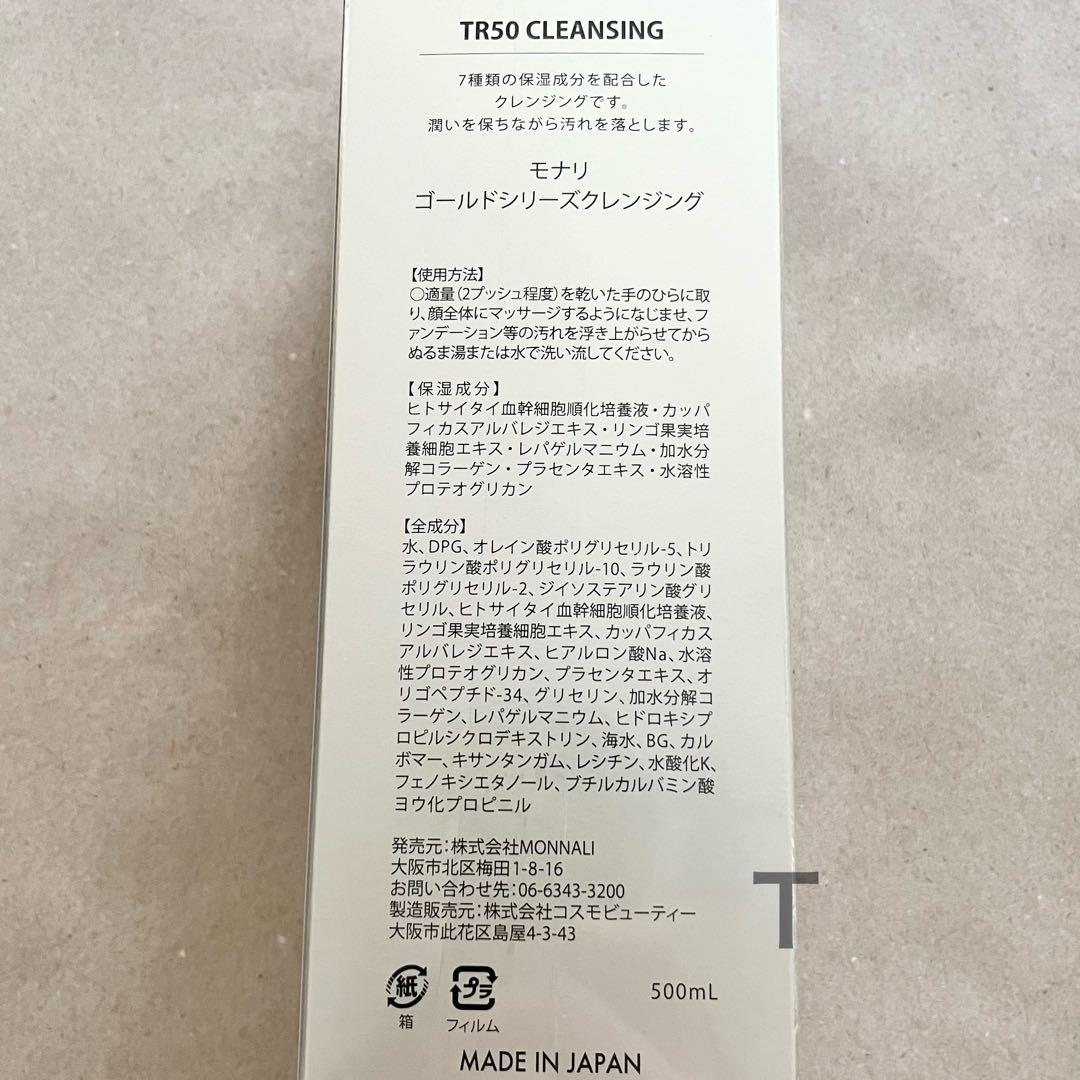 TR50 CLEANSING
7種類の保湿成分を配合した
クレンジングです。
潤いを保ちながら汚れを落とします。
モナリ
ゴールドシリーズクレンジング
【使用方法】
○適量(2プッシュ程度)を乾いた手のひらに取
り、顔全体にマッサージするようになじませ、フ
ァンデーション等の汚れを浮き上がらせてから
ぬるま湯または水で洗い流してください。
【保湿成分】
ヒトサイタイ血幹細胞順化培養液・カッパ
フィカスアルバレジエキス・リンゴ果実培
養細胞エキス・レパゲルマニウム・加水分
解コラーゲン・プラセンタエキス・水溶性
プロテオグリカン
【全成分】
水、DPG、オレイン酸ポリグリセリル-5、トリ
ラウリン酸ポリグリセリル-10、ラウリン酸
ポリグリセリル-2、ジイソステアリン酸グリ
セリル、ヒトサイタイ血幹細胞順化培養液、
リンゴ果実培養細胞エキス、カッパフィカス
アルバレジエキス、ヒアルロン酸Na、水溶
性プロテオグリカン、プラセンタエキス、オ
リゴペプチド-34、グリセリン、加水分解コ
ラーゲン、レパゲルマニウム、ヒドロキシプ
ロピルシクロデキストリン、海水、BG、カル
ボマー、キサンタンガム、レシチン、水酸化K、
フェノキシエタノール、ブチルカルバミン酸
ヨウ化プロピニル
発売元:株式会社MONNALI
大阪市北区梅田1-8-16
お問い合わせ先:06-6343-3200
製造販売元:株式会社コスモビューティー
大阪市此花区島屋4-3-43
T
紙
箱
プラ
フィルム
500mL
MADE IN JAPAN